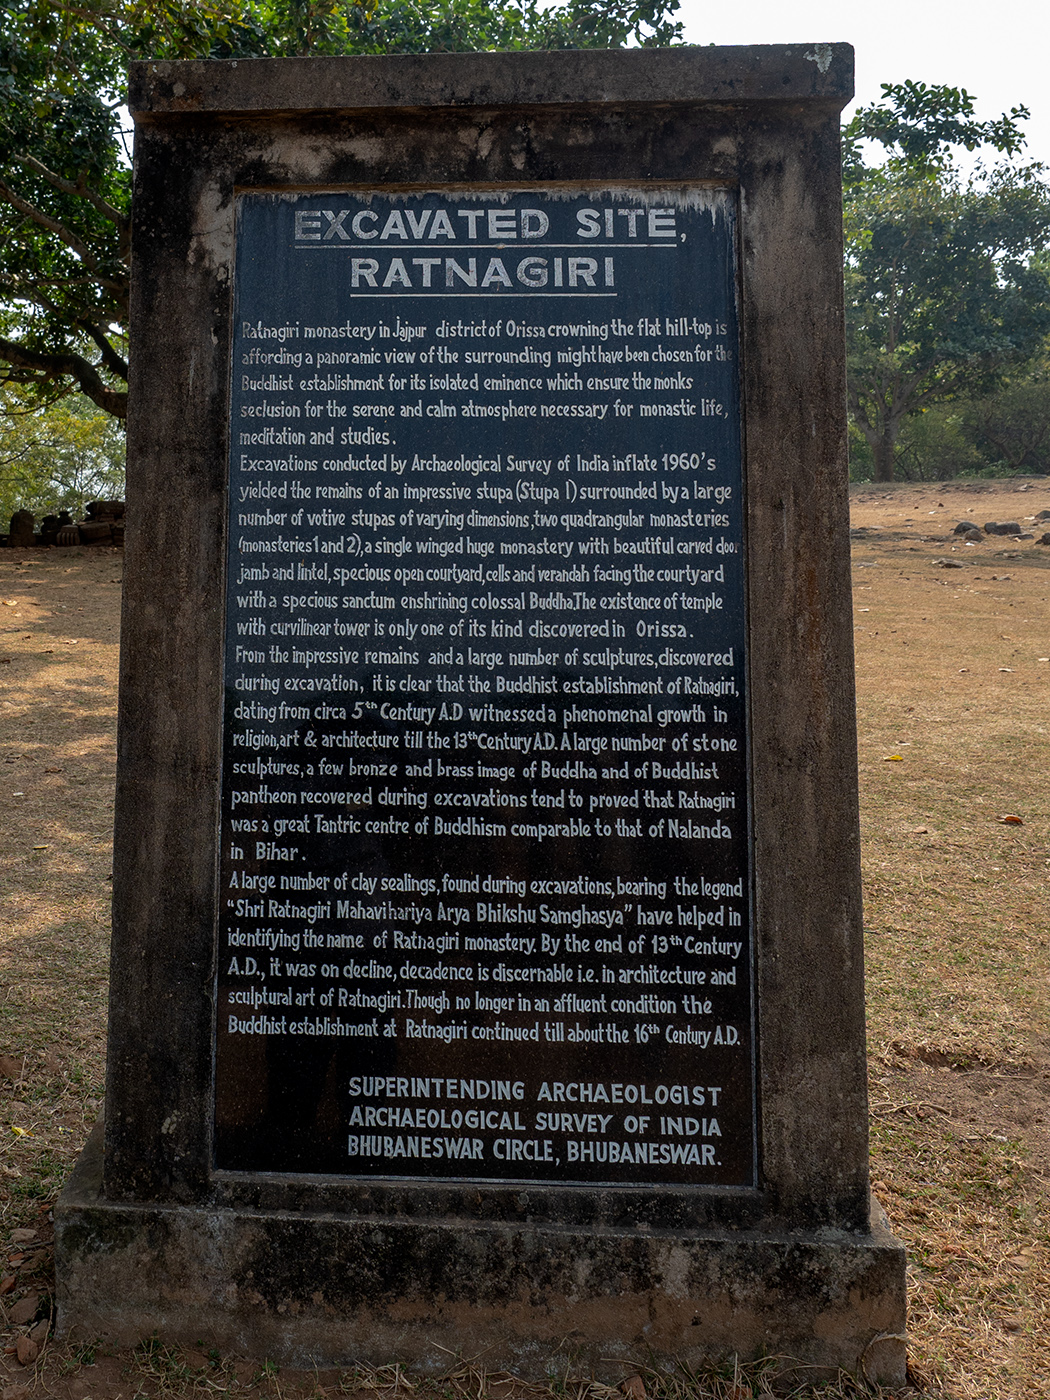 EXCAVATED SITE,
RATNAGIRI
Ratnagiri monastery in Jajpur district of Orissa crowning the flat hill-top is
affording a panoramic view of the surrounding might have been chosen for the
Buddhist establishment for its isolated eminence which ensure the monks
seclusion for the serene and calm atmosphere necessary for monastic life,
meditation and studies.
Excavations conducted by Archaeological Survey of India inflate 1960's
yielded the remains of an impressive stupa (Stupa 1) surrounded by a large
number of votive stupas of varying dimensions, two quadrangular monasteries
(monasteries 1 and 2), a single winged huge monastery with beautiful carved door
jamb and lintel, specious open courtyard, cells and verandah facing the courtyard
with a specious sanctum enshrining colossal Buddha.The existence of temple
with curvilinear tower is only one of its kind discovered in Orissa.
From the impressive remains and a large number of sculptures, discovered
during excavation, it is clear that the Buddhist establishment of Ratnagiri,
dating from circa 5th Century A.D witnessed a phenomenal growth in
religion, art & architecture till the 13th Century A.D. A large number of stone
sculptures, a few bronze and brass image of Buddha and of Buddhist
pantheon recovered during excavations tend to proved that Ratnagiri
was a great Tantric centre of Buddhism comparable to that of Nalanda
in Bihar.
A large number of clay sealings, found during excavations, bearing the legend
"Shri Ratnagiri Mahavihariya Arya Bhikshu Samghasya" have helped in
identifying the name of Ratnagiri monastery. By the end of 13th Century
A.D., it was on decline, decadence is discernable i.e. in architecture and
sculptural art of Ratnagiri. Though no longer in an affluent condition the
Buddhist establishment at Ratnagiri continued till about the 16th Century A.D.
SUPERINTENDING ARCHAEOLOGIST
ARCHAEOLOGICAL SURVEY OF INDIA
BHUBANESWAR CIRCLE, BHUBANESWAR.